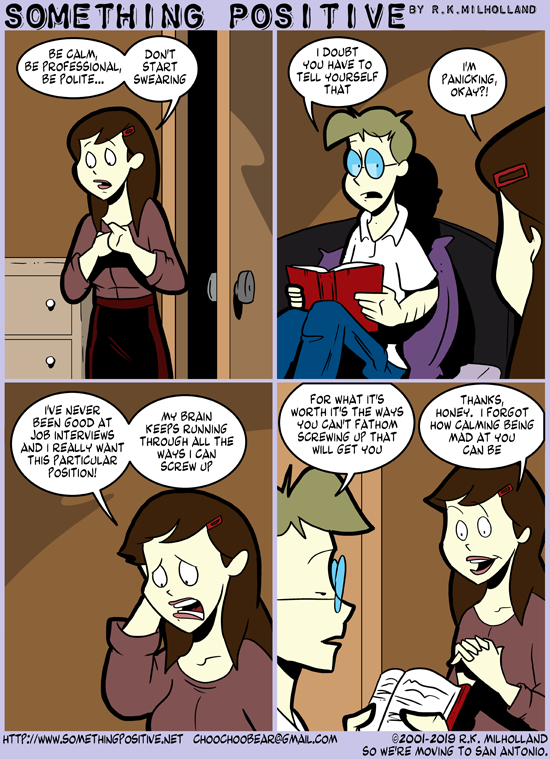 SOMETHING POSITIVE BY R.K.MILHOLLAND
BE CALM,
BE PROFESSIONAL,
BE POLITE...
DON'T
START
SWEARING
I DOUBT
YOU HAVE TO
TELL YOURSELF
THAT
I'M
PANICKING,
OKAY?!
I'VE NEVER
BEEN GOOD AT
JOB INTERVIEWS
AND I REALLY WANT
THIS PARTICULAR
POSITION!
MY BRAIN
KEEPS RUNNING
THROUGH ALL THE
WAYS I CAN
SCREW UP
FOR WHAT IT'S
WORTH IT'S THE WAYS
YOU CAN'T FATHOM
SCREWING UP THAT
WILL GET YOU
THANKS,
HONEY. I FORGOT
HOW CALMING BEING
MAD AT YOU
CAN BE
HTTP://WWW.SOMETHINGPOSITIVE.NET CHOOCHOOBEAR@GMAIL.COM
©2001-2019 R.K. MILHOLLAND
SO WE'RE MOVING TO SAN ANTONIO.